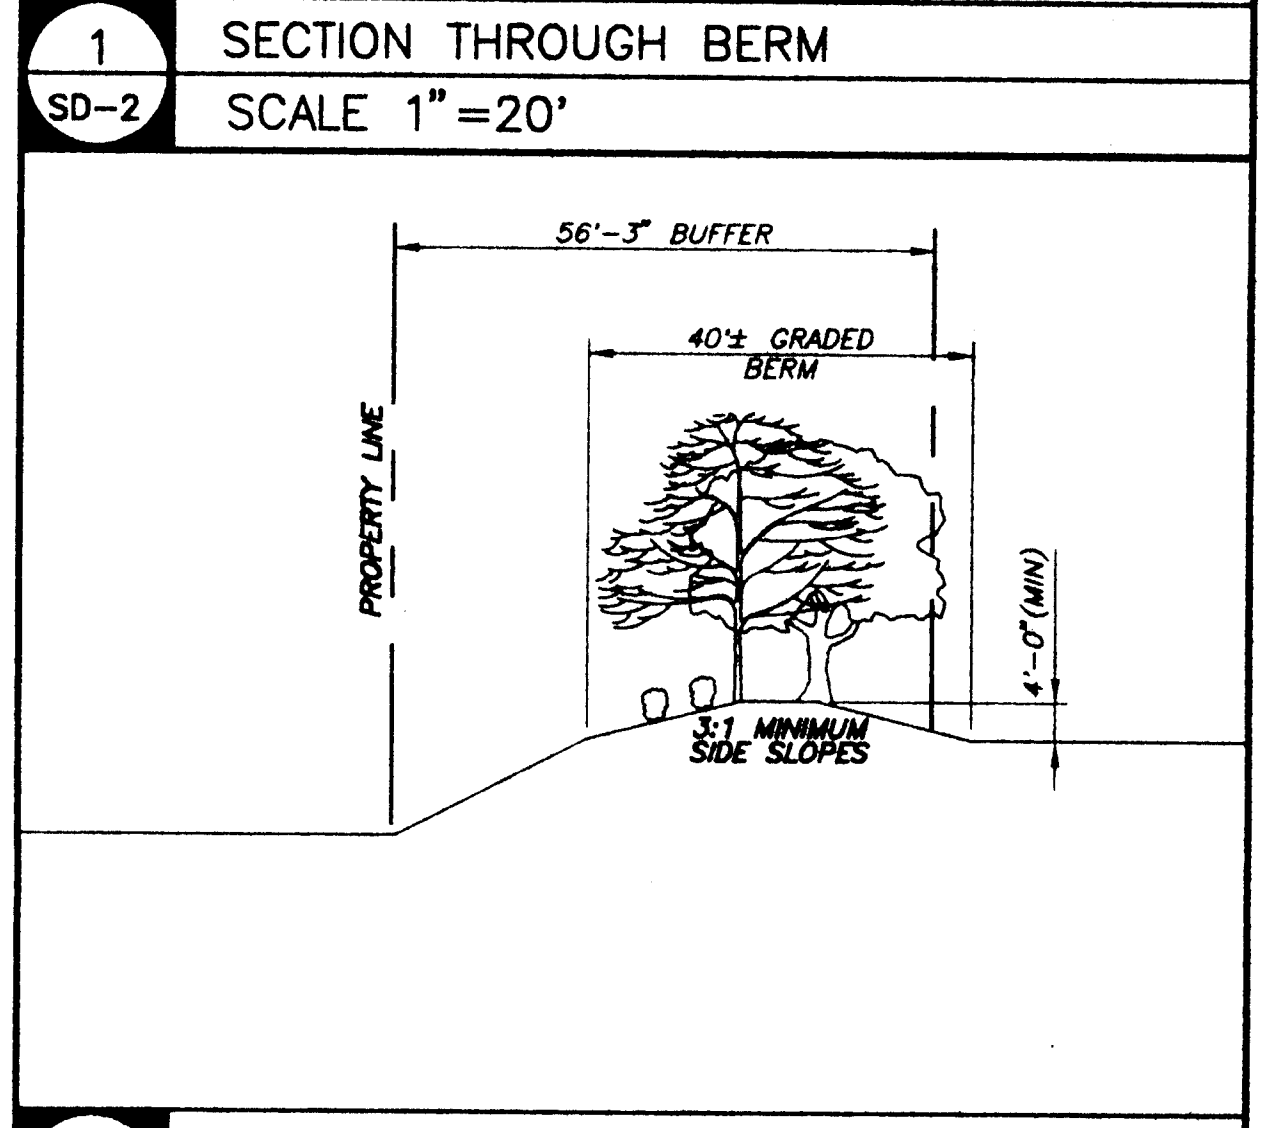 1
SD-2
SECTION THROUGH BERM
SCALE 1"=20'
56'-3" BUFFER
40'± GRADED
BERM
PROPERTY LINE
4'-0"(MIN)
3:1 MINIMUM
SIDE SLOPES